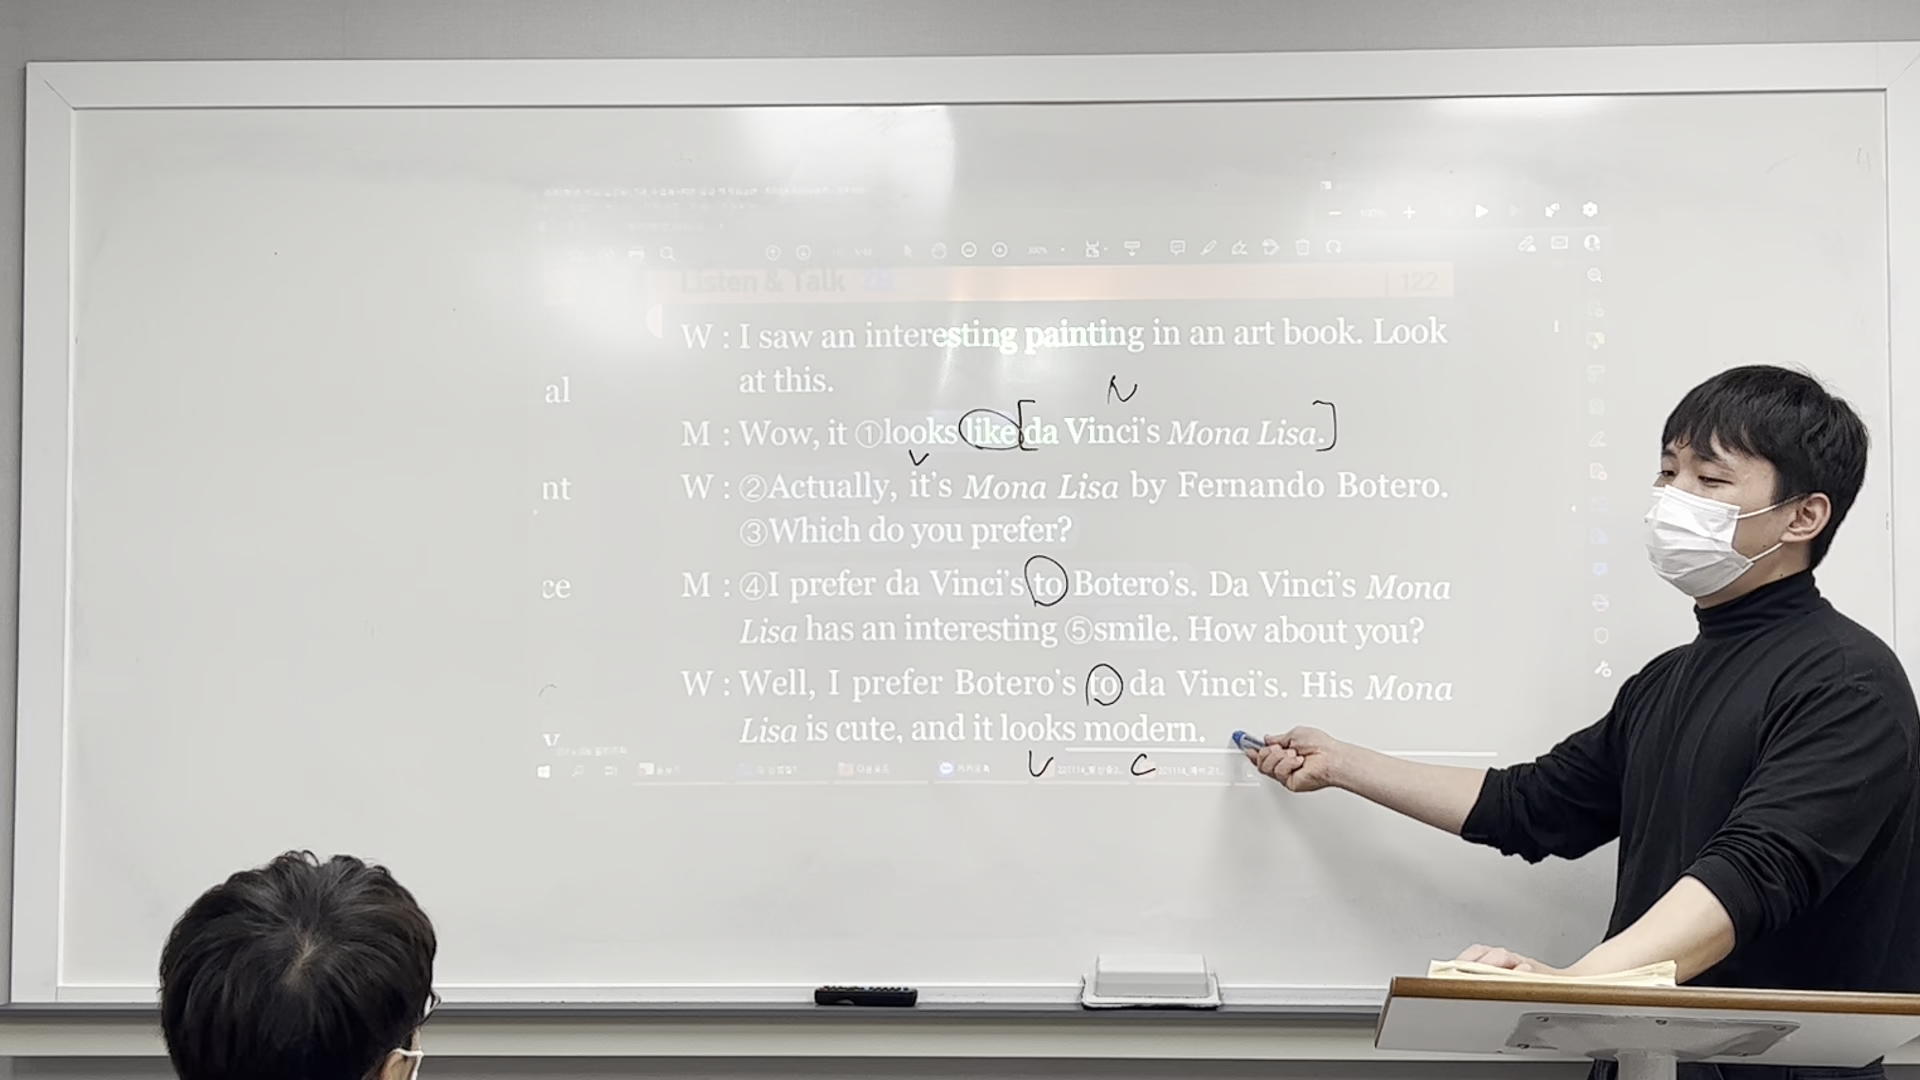 Listen & Talk
122
W : I saw an interesting painting in an art book. Look
at this.
al
N
M : Wow, it ①looks like [da Vinci's Mona Lisa.]
V
W : ②Actually, it's Mona Lisa by Fernando Botero.
nt
③Which do you prefer?
M : ④I prefer da Vinci's to Botero's. Da Vinci's Mona
ce
Lisa has an interesting ⑤smile. How about you?
W : Well, I prefer Botero's to da Vinci's. His Mona
Lisa is cute, and it looks modern.
v
V C